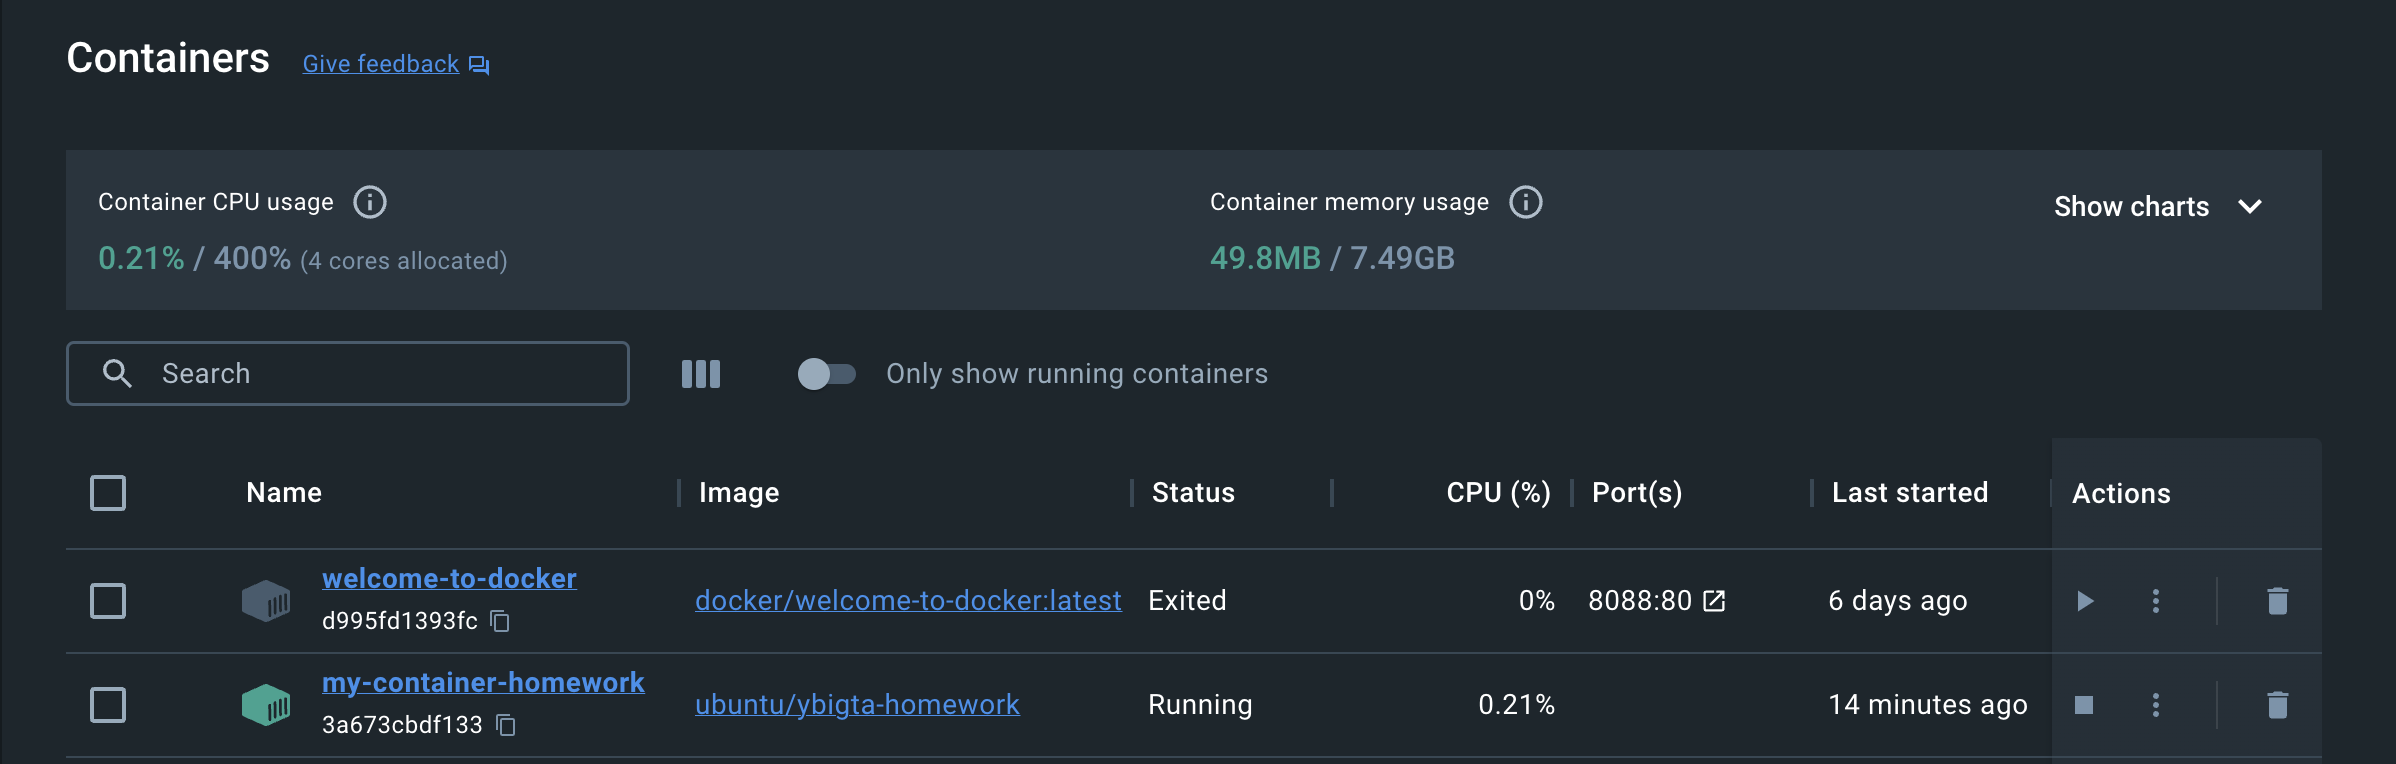 Containers Give feedback
Container CPU usage
0.21% / 400% (4 cores allocated)
Container memory usage
49.8MB / 7.49GB
Show charts
Search
Only show running containers
Name Image Status CPU (%) Port(s) Last started Actions
welcome-to-docker
d995fd1393fc
docker/welcome-to-docker:latest Exited 0% 8088:80 6 days ago
my-container-homework
3a673cbdf133
ubuntu/ybigta-homework Running 0.21% 14 minutes ago